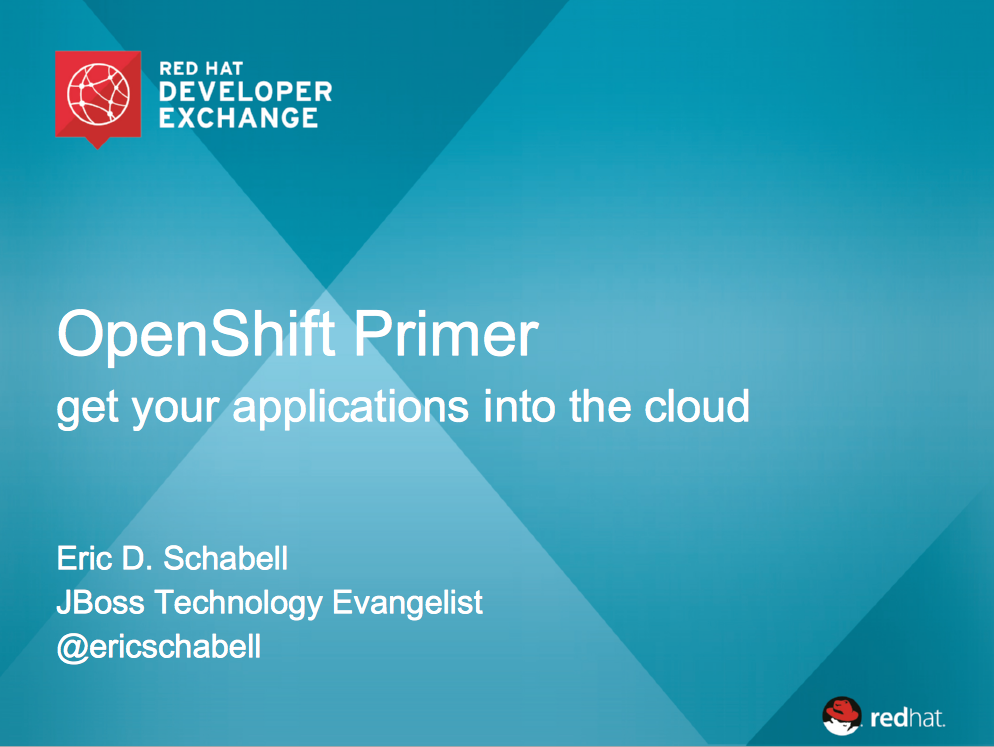 RED HAT
DEVELOPER
EXCHANGE
OpenShift Primer
get your applications into the cloud
Eric D. Schabell
JBoss Technology Evangelist
@ericschabell
redhat.